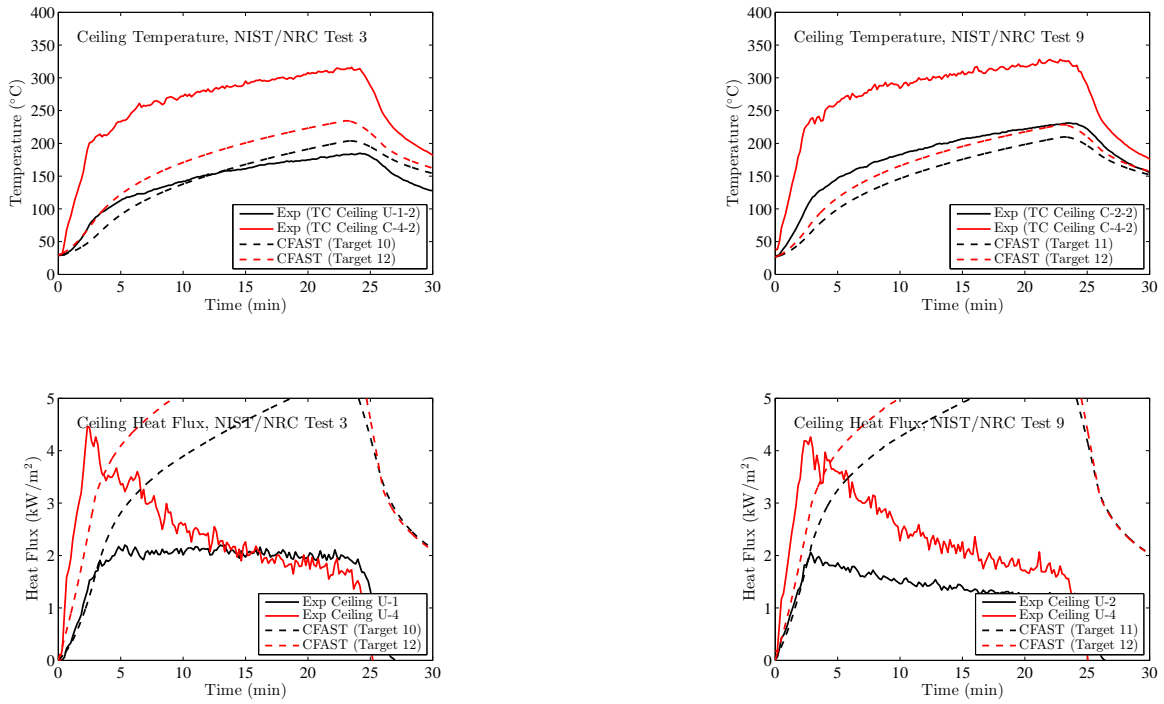 Ceiling Temperature, NIST/NRC Test 3
400
350
300
250
200
150
100
50
0
Temperature (°C)
Exp (TC Ceiling U-1-2)
Exp (TC Ceiling C-4-2)
CFAST (Target 10)
CFAST (Target 12)
0 5 10 15 20 25 30
Time (min)
Ceiling Temperature, NIST/NRC Test 9
400
350
300
250
200
150
100
50
0
Temperature (°C)
Exp (TC Ceiling C-2-2)
Exp (TC Ceiling C-4-2)
CFAST (Target 11)
CFAST (Target 12)
0 5 10 15 20 25 30
Time (min)
Ceiling Heat Flux, NIST/NRC Test 3
5
4
3
2
1
0
Heat Flux (kW/m²)
Exp Ceiling U-1
Exp Ceiling U-4
CFAST (Target 10)
CFAST (Target 12)
0 5 10 15 20 25 30
Time (min)
Ceiling Heat Flux, NIST/NRC Test 9
5
4
3
2
1
0
Heat Flux (kW/m²)
Exp Ceiling U-2
Exp Ceiling U-4
CFAST (Target 11)
CFAST (Target 12)
0 5 10 15 20 25 30
Time (min)